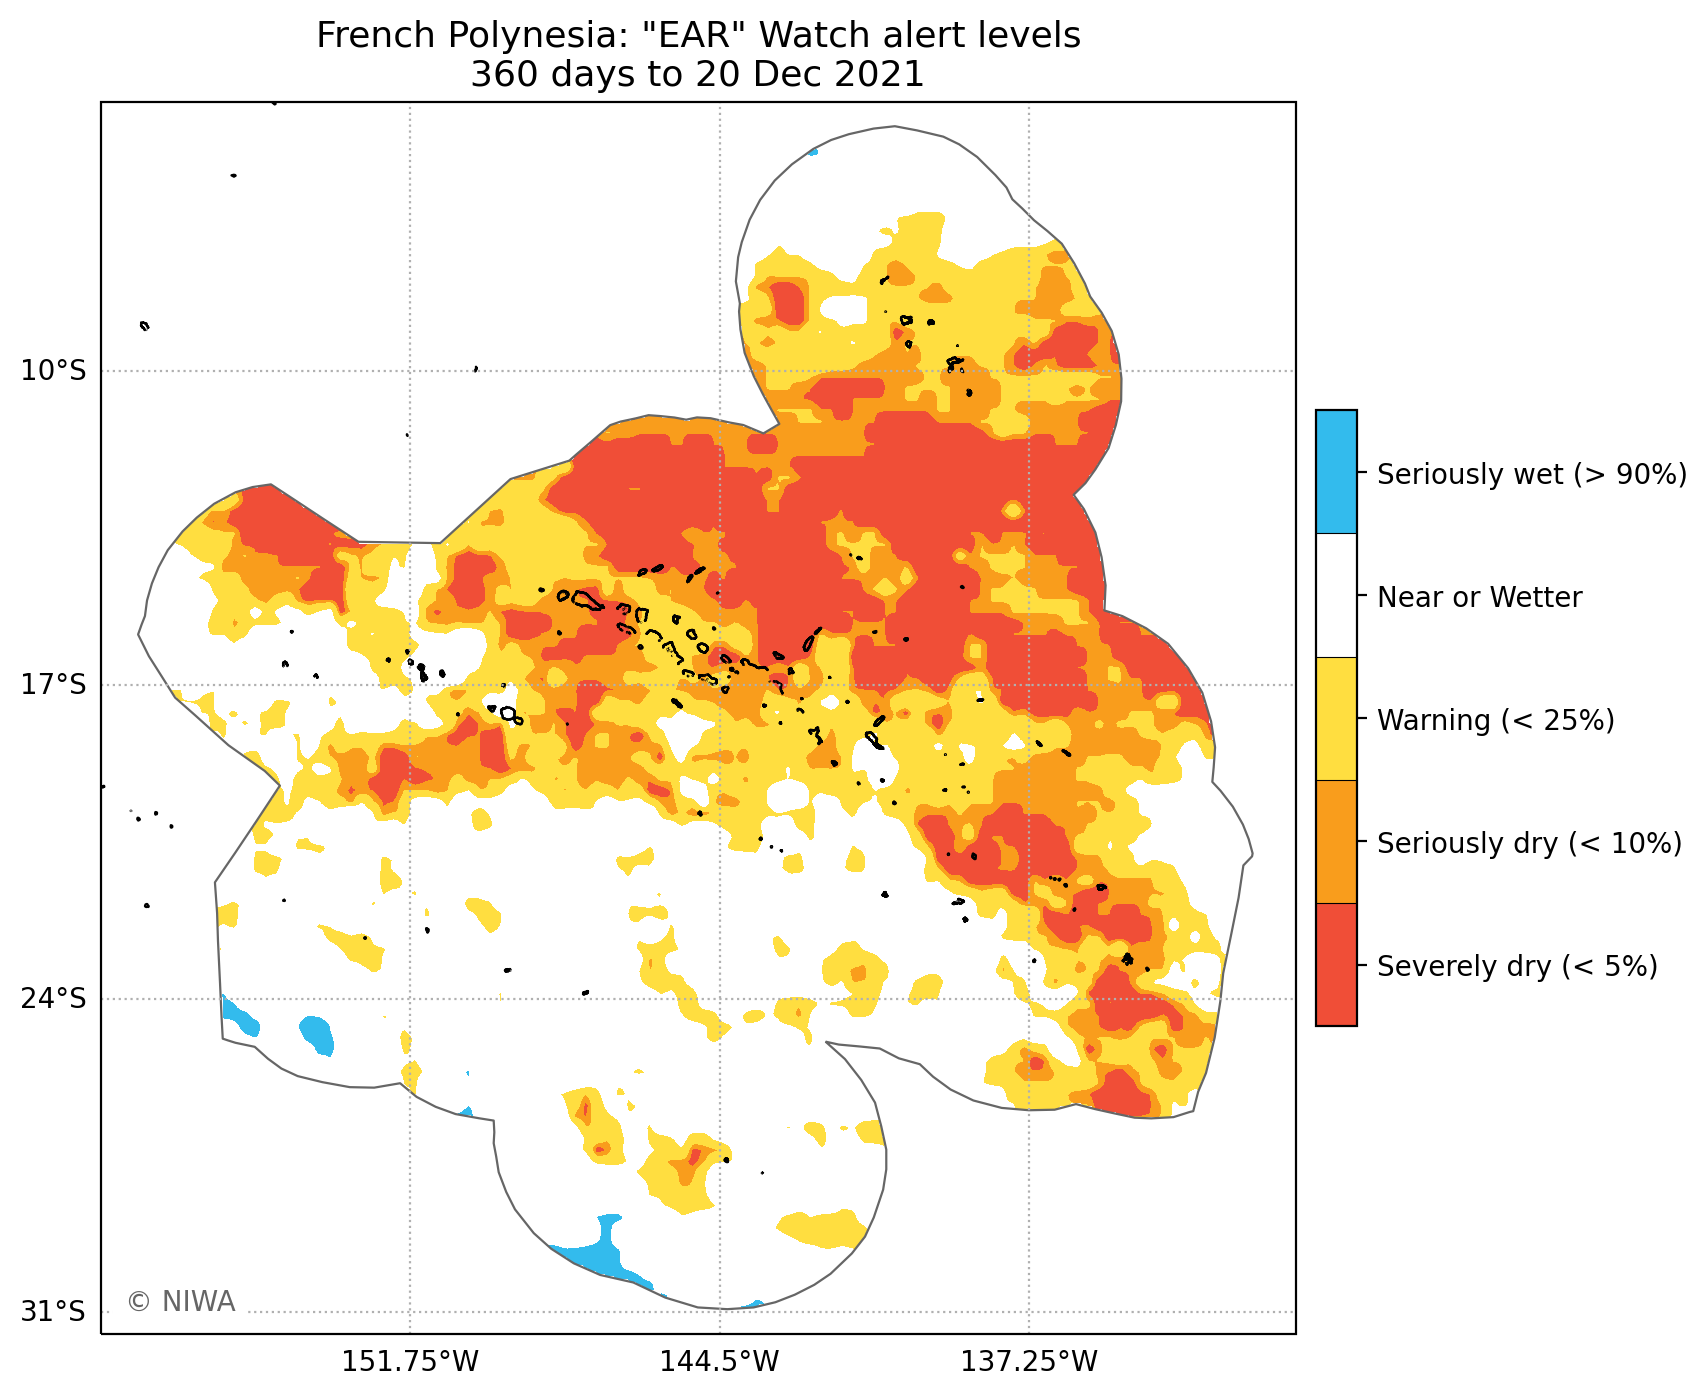 French Polynesia: "EAR" Watch alert levels
360 days to 20 Dec 2021
10°S
17°S
24°S
31°S
151.75°W
144.5°W
137.25°W
© NIWA
Seriously wet (> 90%)
Near or Wetter
Warning (< 25%)
Seriously dry (< 10%)
Severely dry (< 5%)